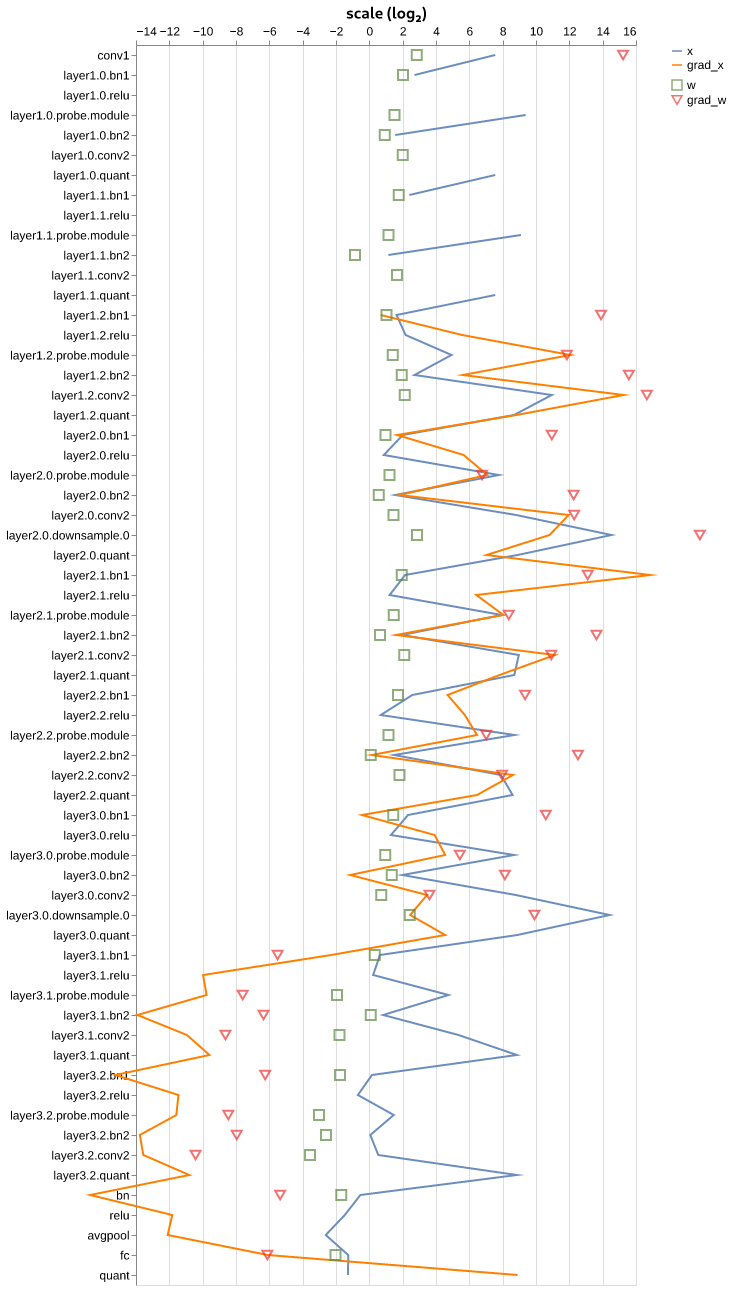 scale (log₂)
−14 −12 −10 −8 −6 −4 −2 0 2 4 6 8 10 12 14 16
x
grad_x
w
grad_w
conv1
layer1.0.bn1
layer1.0.relu
layer1.0.probe.module
layer1.0.bn2
layer1.0.conv2
layer1.0.quant
layer1.1.bn1
layer1.1.relu
layer1.1.probe.module
layer1.1.bn2
layer1.1.conv2
layer1.1.quant
layer1.2.bn1
layer1.2.relu
layer1.2.probe.module
layer1.2.bn2
layer1.2.conv2
layer1.2.quant
layer2.0.bn1
layer2.0.relu
layer2.0.probe.module
layer2.0.bn2
layer2.0.conv2
layer2.0.downsample.0
layer2.0.quant
layer2.1.bn1
layer2.1.relu
layer2.1.probe.module
layer2.1.bn2
layer2.1.conv2
layer2.1.quant
layer2.2.bn1
layer2.2.relu
layer2.2.probe.module
layer2.2.bn2
layer2.2.conv2
layer2.2.quant
layer3.0.bn1
layer3.0.relu
layer3.0.probe.module
layer3.0.bn2
layer3.0.conv2
layer3.0.downsample.0
layer3.0.quant
layer3.1.bn1
layer3.1.relu
layer3.1.probe.module
layer3.1.bn2
layer3.1.conv2
layer3.1.quant
layer3.2.bn1
layer3.2.relu
layer3.2.probe.module
layer3.2.bn2
layer3.2.conv2
layer3.2.quant
bn
relu
avgpool
fc
quant